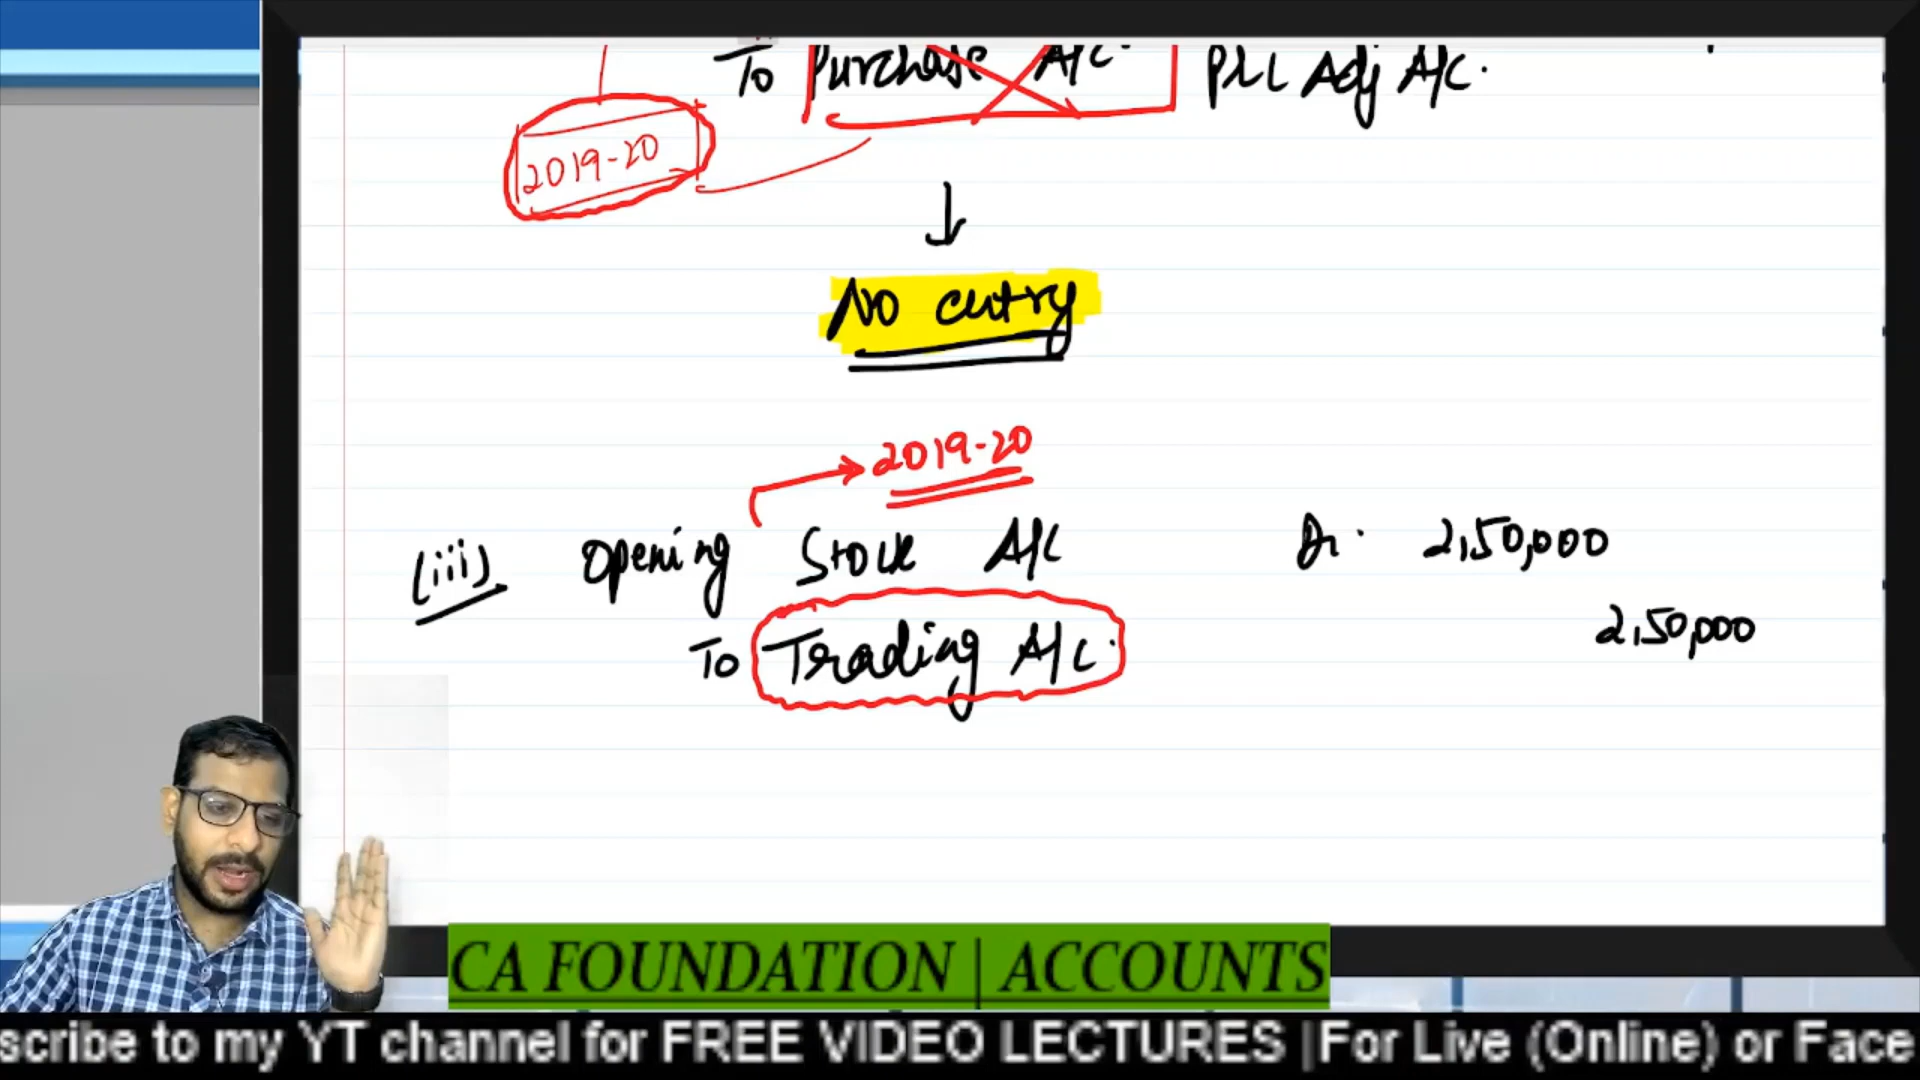 To Purchase A/c. P&L Adj A/c.
2019-20
No entry
2019-20
(iii) Opening Stock A/c Dr. 2,50,000
To Trading A/c. 2,50,000
CA FOUNDATION | ACCOUNTS
scribe to my YT channel for FREE VIDEO LECTURES |For Live (Online) or Face